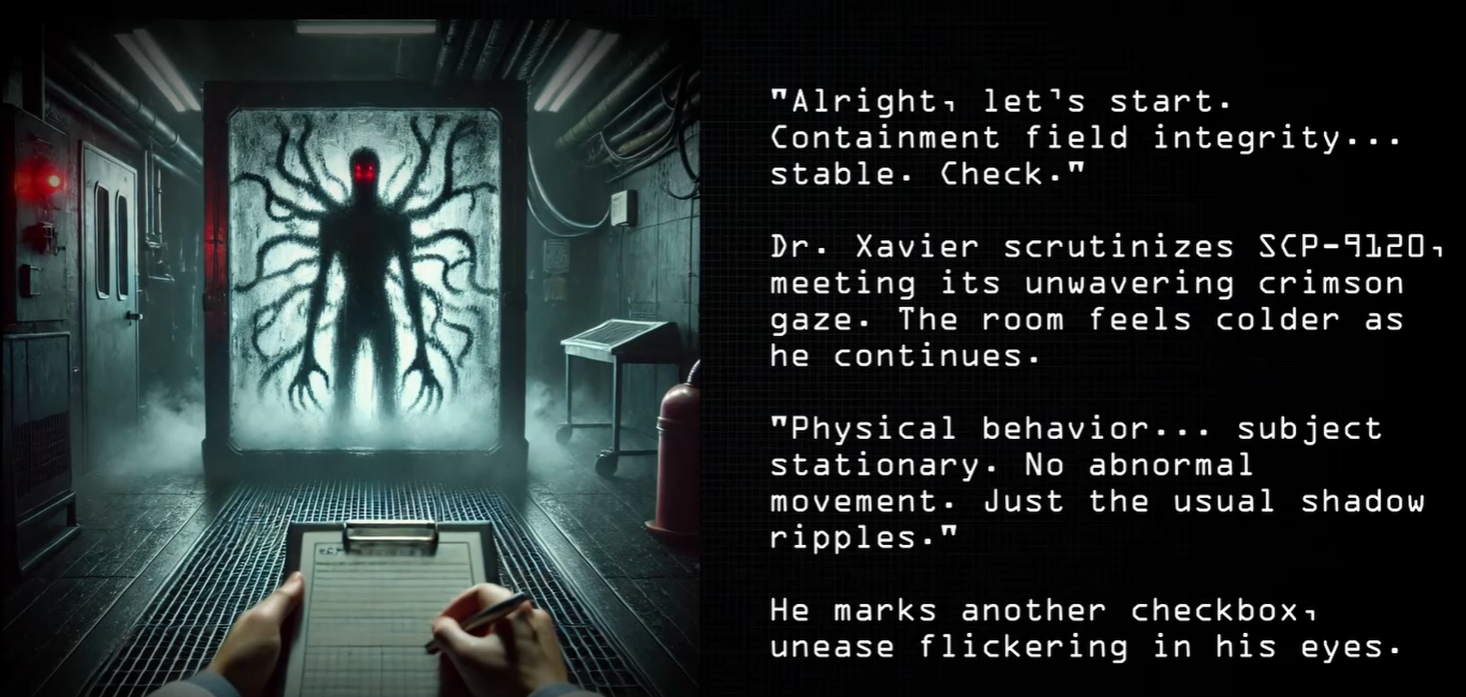 "Alright, let's start.
Containment field integrity...
stable. Check."
Dr. Xavier scrutinizes SCP-9120,
meeting its unwavering crimson
gaze. The room feels colder as
he continues.
"Physical behavior... subject
stationary. No abnormal
movement. Just the usual shadow
ripples."
He marks another checkbox,
unease flickering in his eyes.